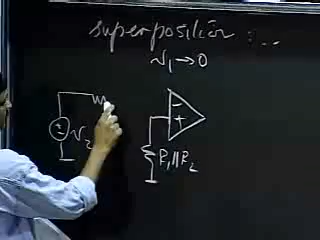 superposition : ...
v₁→0
v₂
R₁∥R₂